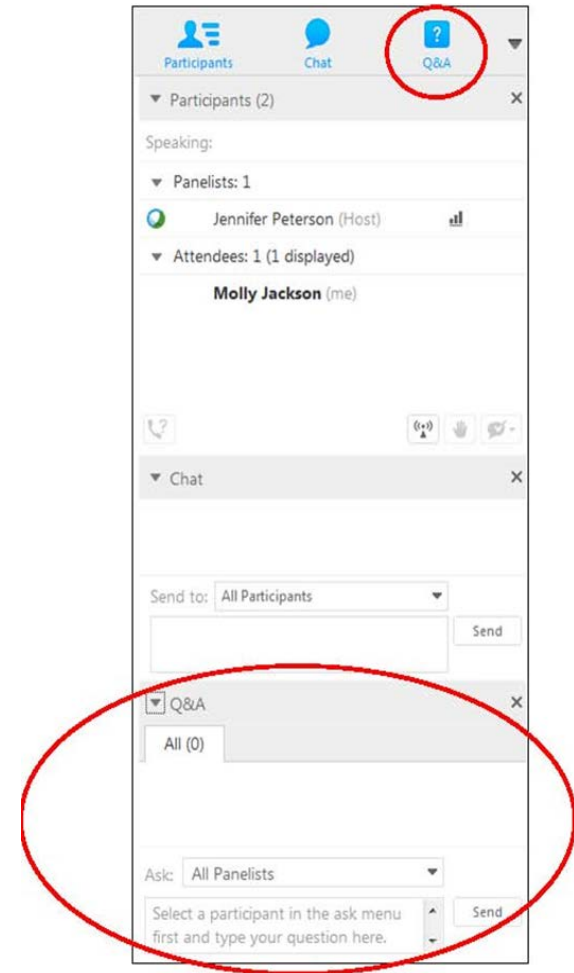 ?
Participants Chat Q&A
Participants (2)
Speaking:
Panelists: 1
Jennifer Peterson (Host)
Attendees: 1 (1 displayed)
Molly Jackson (me)
?
Chat
Send to: All Participants
Send
Q&A
All (0)
Ask: All Panelists
Select a participant in the ask menu
first and type your question here.
Send